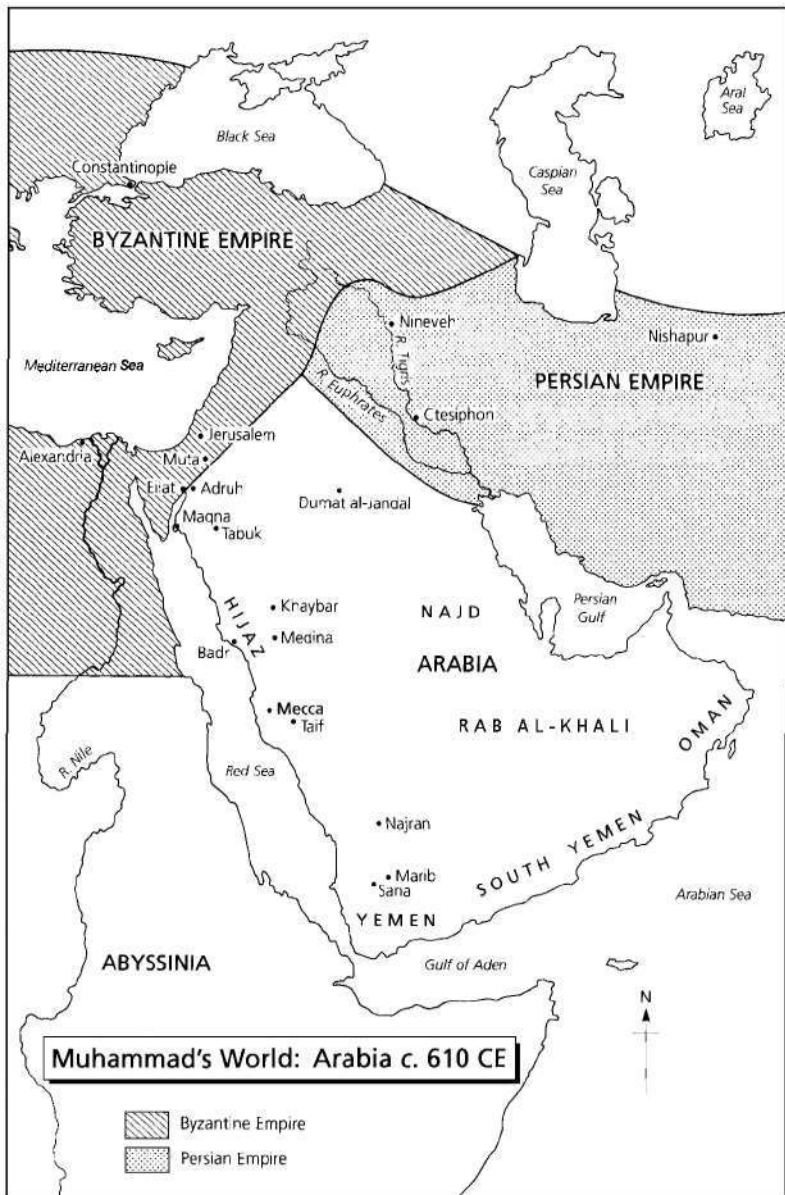 Aral
Sea
Black Sea
Caspian
Sea
Constantinople
BYZANTINE EMPIRE
Nineveh
Nishapur
R. Tigris
Mediterranean Sea
PERSIAN EMPIRE
R. Euphrates
Ctesiphon
Jerusalem
Alexandria
Muta
Eilat
Adruh
Dumat al-Jandal
Maqna
Tabuk
HIJAZ
Khaybar
NAJD
Persian
Gulf
Medina
Badr
ARABIA
Mecca
Taif
RAB AL-KHALI
OMAN
R. Nile
Red Sea
Najran
SOUTH YEMEN
Marib
Sana
Arabian Sea
YEMEN
ABYSSINIA
Gulf of Aden
N
Muhammad's World: Arabia c. 610 CE
Byzantine Empire
Persian Empire